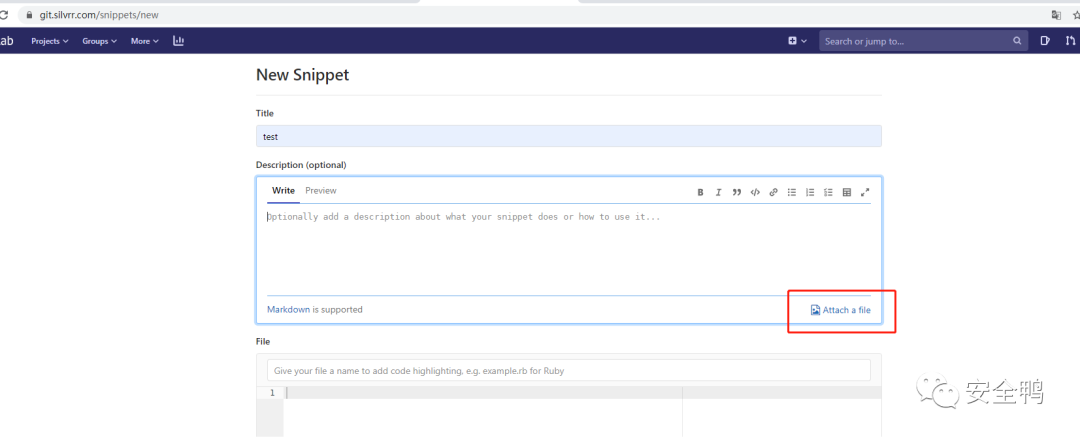 git.silvrr.com/snippets/new
ab Projects Groups More Search or jump to...
New Snippet
Title
test
Description (optional)
Write Preview B I
Optionally add a description about what your snippet does or how to use it...
Markdown is supported Attach a file
File
Give your file a name to add code highlighting, e.g. example.rb for Ruby
1
安全鸭